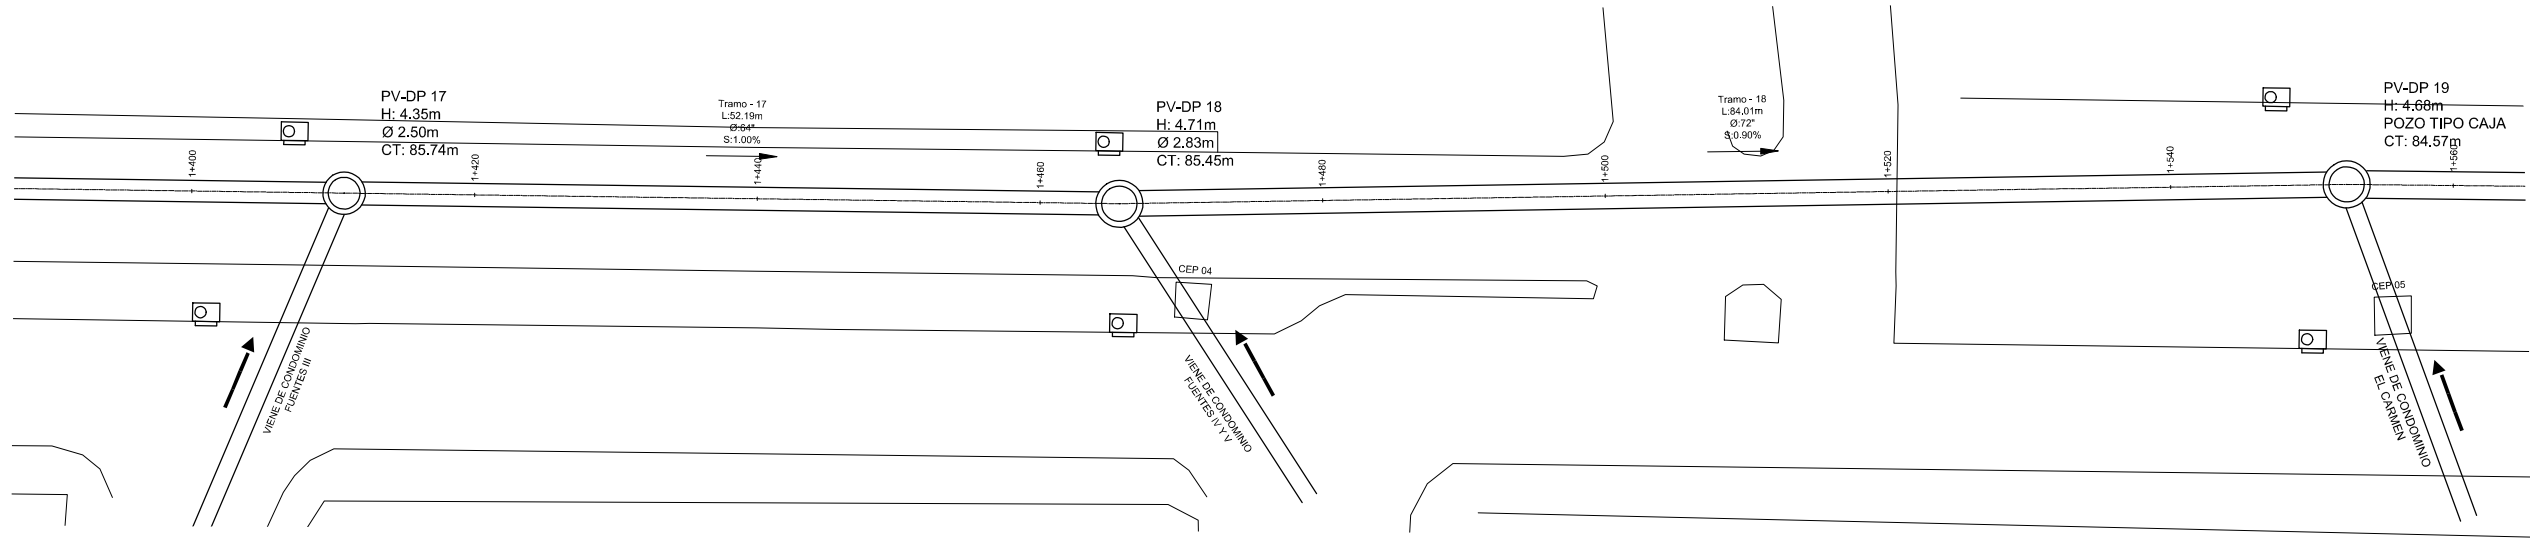 PV-DP 17
H: 4.35m
Ø 2.50m
CT: 85.74m
Tramo - 17
L:52.19m
Ø:64"
S:1.00%
PV-DP 18
H: 4.71m
Ø 2.83m
CT: 85.45m
Tramo - 18
L:84.01m
Ø:72"
S:0.90%
PV-DP 19
H: 4.68m
POZO TIPO CAJA
CT: 84.57m
1+400
1+420
1+440
1+460
1+480
1+500
1+520
1+540
1+560
CEP 04
CEP 05
VIENE DE CONDOMINIO
FUENTES III
VIENE DE CONDOMINIO
FUENTES IV Y V
VIENE DE CONDOMINIO
EL CARMEN